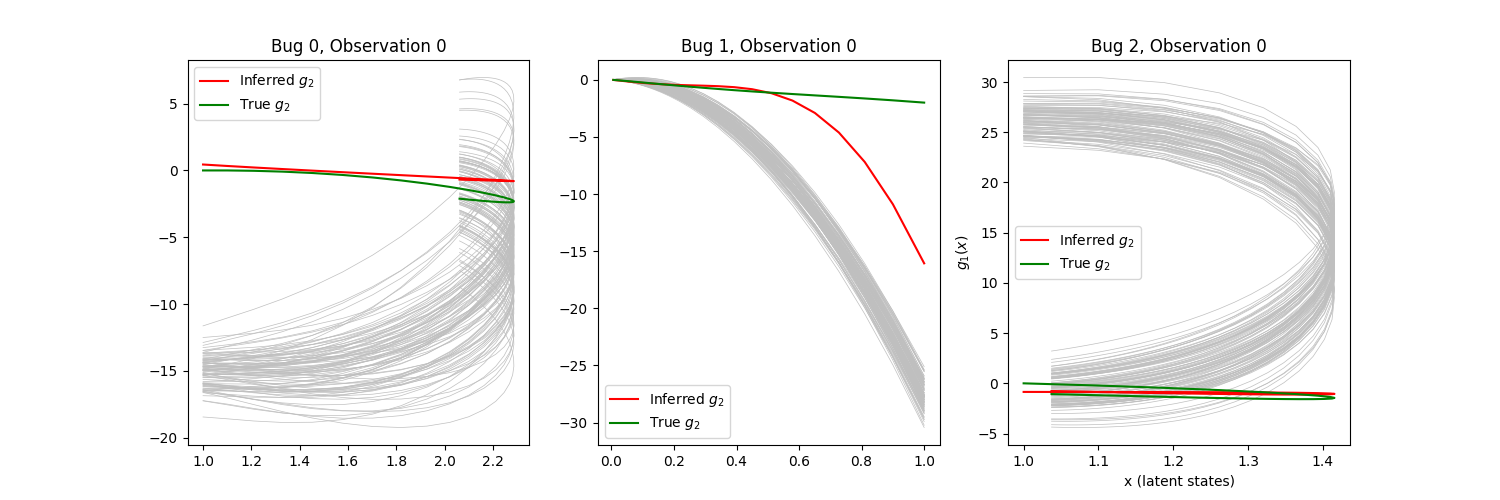 Bug 0, Observation 0
Inferred g₂
True g₂
5
0
−5
−10
−15
−20
1.0 1.2 1.4 1.6 1.8 2.0 2.2
Bug 1, Observation 0
0
−5
−10
−15
−20
−25
−30
Inferred g₂
True g₂
0.0 0.2 0.4 0.6 0.8 1.0
Bug 2, Observation 0
g₁(x)
30
25
20
15
10
5
0
−5
Inferred g₂
True g₂
1.0 1.1 1.2 1.3 1.4
x (latent states)